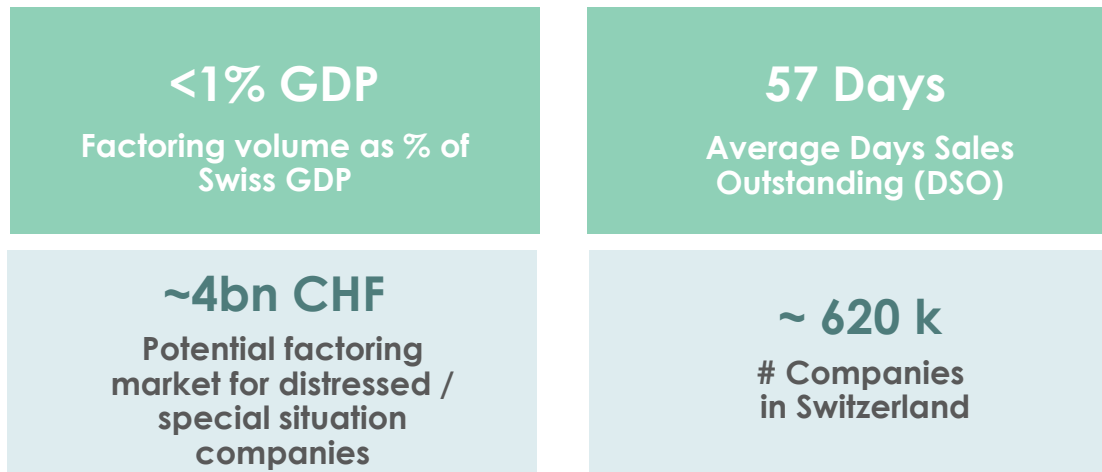 <1% GDP
Factoring volume as % of
Swiss GDP
57 Days
Average Days Sales
Outstanding (DSO)
~4bn CHF
Potential factoring
market for distressed /
special situation
companies
~ 620 k
# Companies
in Switzerland